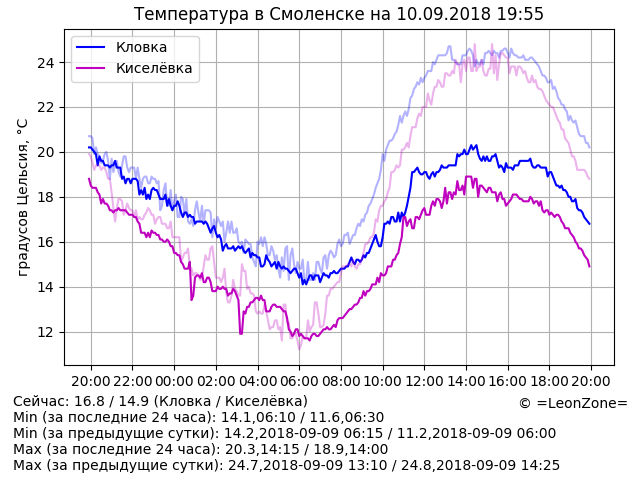 Температура в Смоленске на 10.09.2018 19:55
Кловка
Киселёвка
градусов Цельсия, °C
24
22
20
18
16
14
12
20:00 22:00 00:00 02:00 04:00 06:00 08:00 10:00 12:00 14:00 16:00 18:00 20:00
Сейчас: 16.8 / 14.9 (Кловка / Киселёвка)
© =LeonZone=
Min (за последние 24 часа): 14.1,06:10 / 11.6,06:30
Min (за предыдущие сутки): 14.2,2018-09-09 06:15 / 11.2,2018-09-09 06:00
Max (за последние 24 часа): 20.3,14:15 / 18.9,14:00
Max (за предыдущие сутки): 24.7,2018-09-09 13:10 / 24.8,2018-09-09 14:25